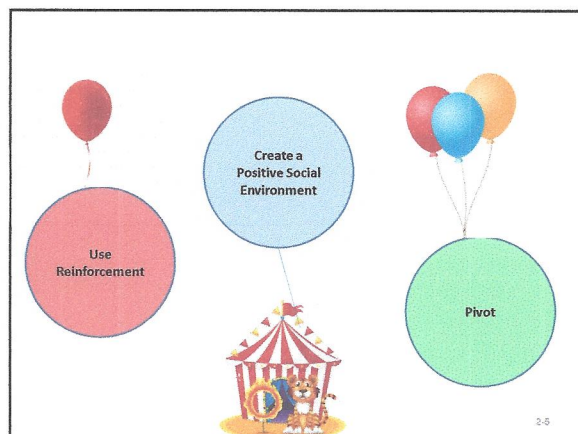 Use
Reinforcement
Create a
Positive Social
Environment
Pivot
2-5